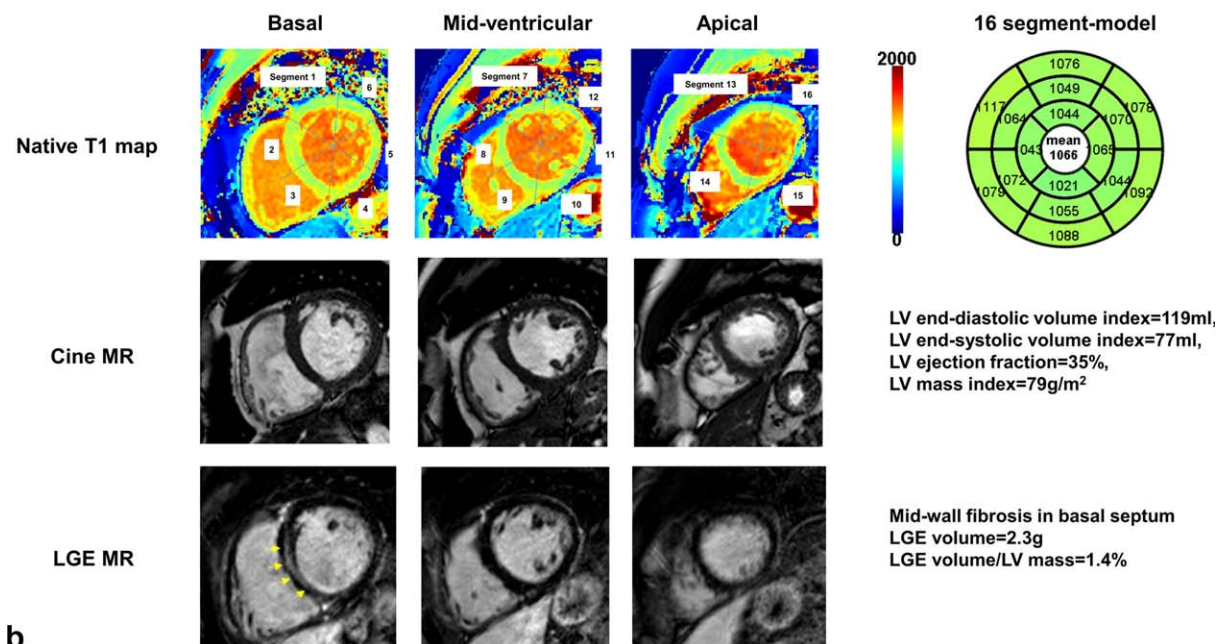 Basal
Mid-ventricular
Apical
16 segment-model
Native T1 map
Segment 1
6
2
5
3
4
Segment 7
12
8
11
9
10
Segment 13
16
14
15
2000
0
1076
1049
1044
1117
1064
043
mean
1066
065
1070
1078
1079
1072
1021
1044
1092
1055
1088
Cine MR
LV end-diastolic volume index=119ml,
LV end-systolic volume index=77ml,
LV ejection fraction=35%,
LV mass index=79g/m²
LGE MR
Mid-wall fibrosis in basal septum
LGE volume=2.3g
LGE volume/LV mass=1.4%
b